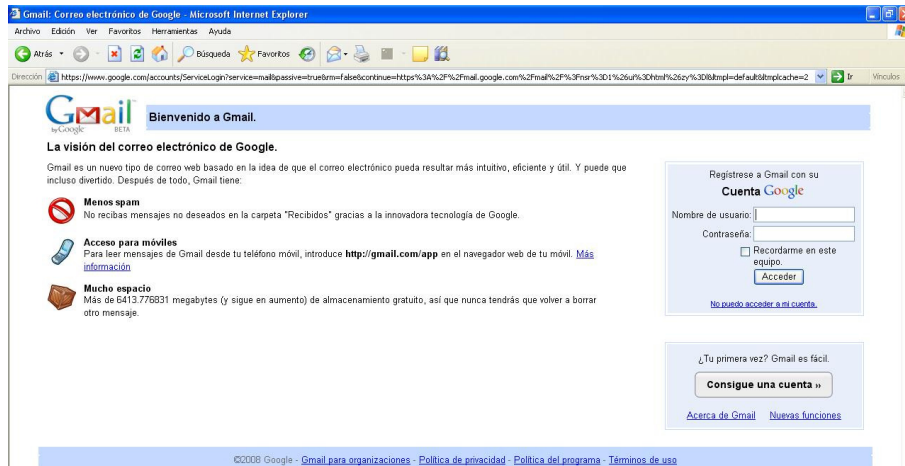 Gmail: Correo electrónico de Google - Microsoft Internet Explorer
Archivo Edición Ver Favoritos Herramientas Ayuda
Atrás Búsqueda Favoritos
Dirección https://www.google.com/accounts/ServiceLogin?service=mail&passive=true&rm=false&continue=https%3A%2F%2Fmail.google.com%2Fmail%2F%3Fnsr%3D1%26ui%3Dhtml%26zy%3Dl&ltmpl=default&ltmplcache=2 Ir Vínculos
Gmail
by Google BETA
Bienvenido a Gmail.
La visión del correo electrónico de Google.
Gmail es un nuevo tipo de correo web basado en la idea de que el correo electrónico pueda resultar más intuitivo, eficiente y útil. Y puede que
incluso divertido. Después de todo, Gmail tiene:
Menos spam
No recibas mensajes no deseados en la carpeta "Recibidos" gracias a la innovadora tecnología de Google.
Acceso para móviles
Para leer mensajes de Gmail desde tu teléfono móvil, introduce http://gmail.com/app en el navegador web de tu móvil. Más
información
Mucho espacio
Más de 6413.776831 megabytes (y sigue en aumento) de almacenamiento gratuito, así que nunca tendrás que volver a borrar
otro mensaje.
Regístrese a Gmail con su
Cuenta Google
Nombre de usuario:
Contraseña:
Recordarme en este
equipo.
Acceder
No puedo acceder a mi cuenta.
¿Tu primera vez? Gmail es fácil.
Consigue una cuenta »
Acerca de Gmail Nuevas funciones
©2008 Google - Gmail para organizaciones - Política de privacidad - Política del programa - Términos de uso